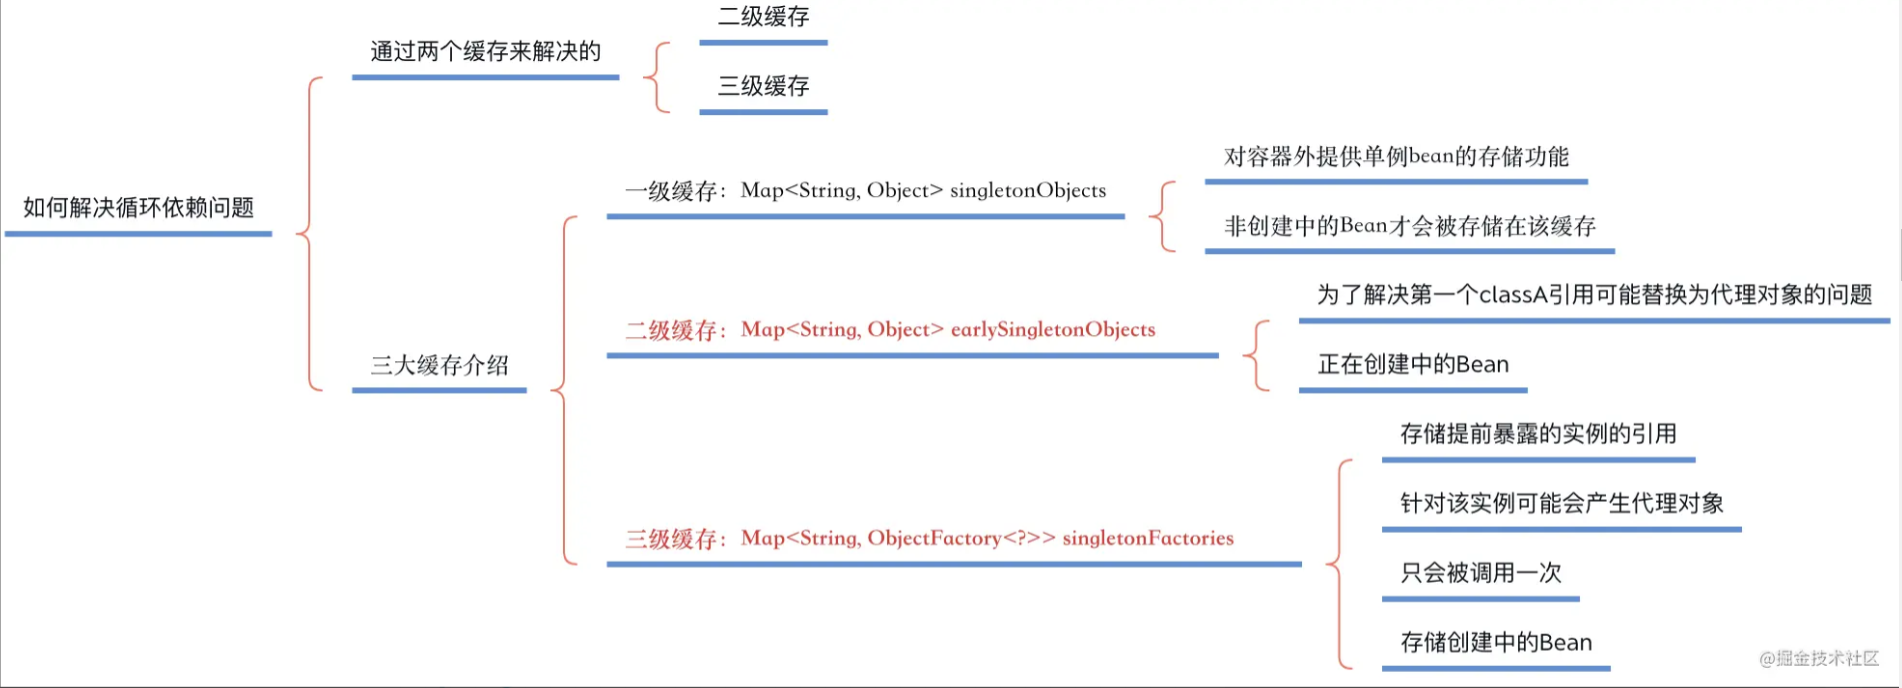 如何解决循环依赖问题
通过两个缓存来解决的
二级缓存
三级缓存
三大缓存介绍
一级缓存：Map<String, Object> singletonObjects
对容器外提供单例bean的存储功能
非创建中的Bean才会被存储在该缓存
二级缓存：Map<String, Object> earlySingletonObjects
为了解决第一个classA引用可能替换为代理对象的问题
正在创建中的Bean
三级缓存：Map<String, ObjectFactory<?>> singletonFactories
存储提前暴露的实例的引用
针对该实例可能会产生代理对象
只会被调用一次
存储创建中的Bean
@掘金技术社区